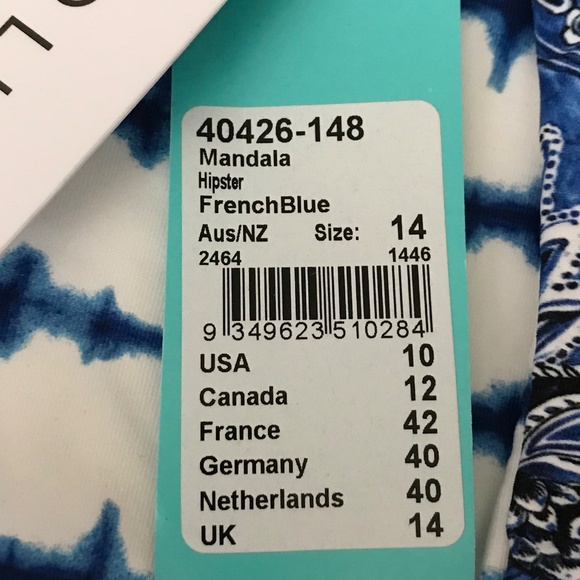 40426-148
Mandala
Hipster
FrenchBlue
Aus/NZ Size: 14
2464 1446
9 349623 510284
USA 10
Canada 12
France 42
Germany 40
Netherlands 40
UK 14